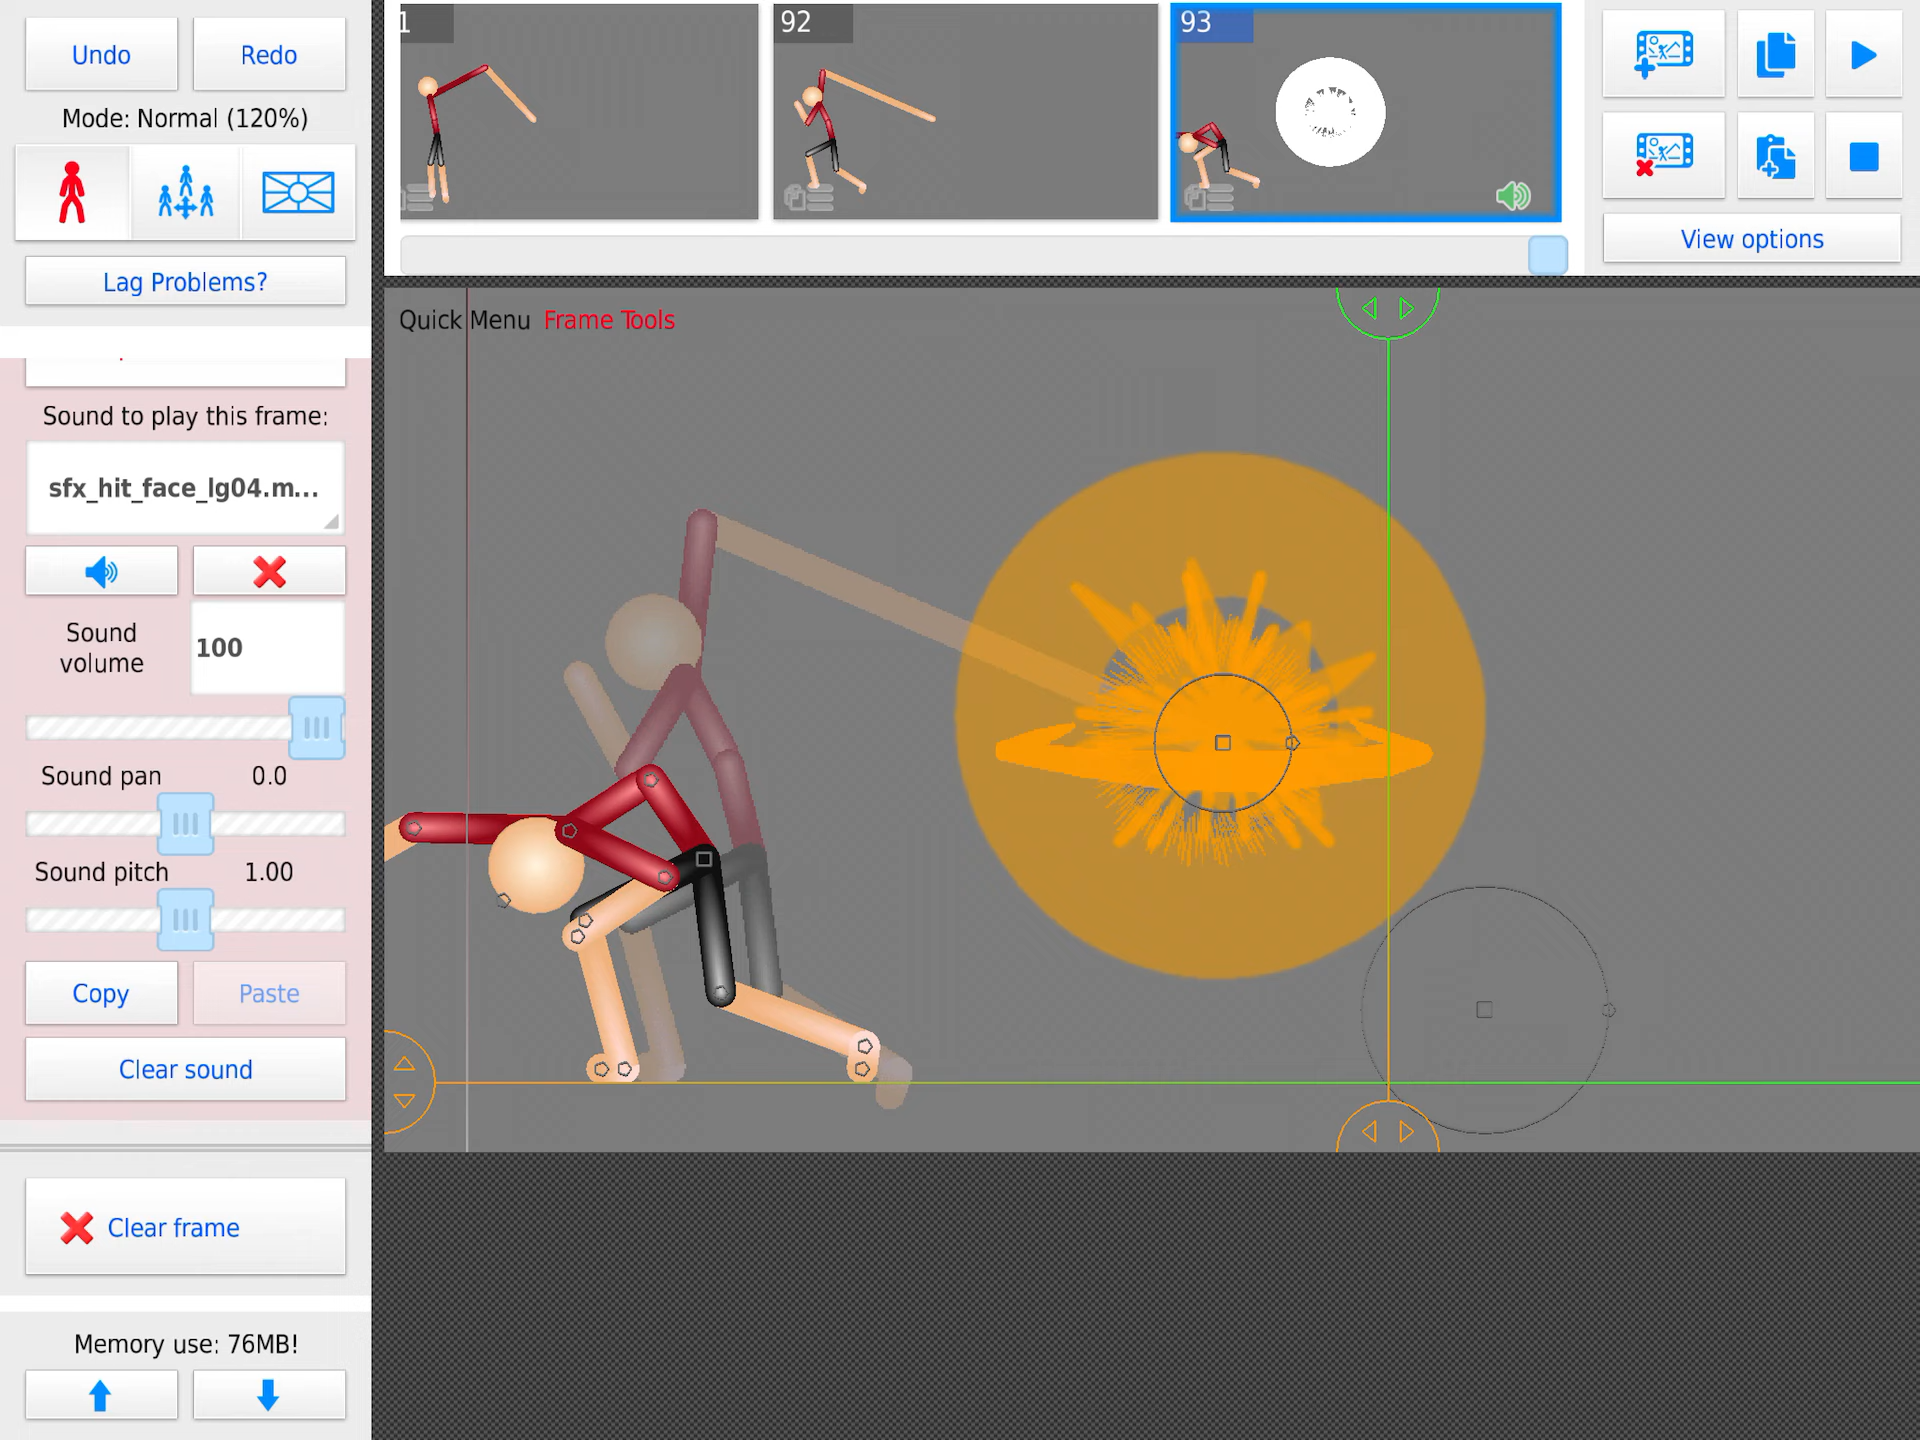 Undo
Redo
Mode: Normal (120%)
Lag Problems?
Sound to play this frame:
sfx_hit_face_lg04.m...
Sound volume
100
Sound pan
0.0
Sound pitch
1.00
Copy
Paste
Clear sound
Clear frame
Memory use: 76MB!
1
92
93
View options
Quick Menu
Frame Tools